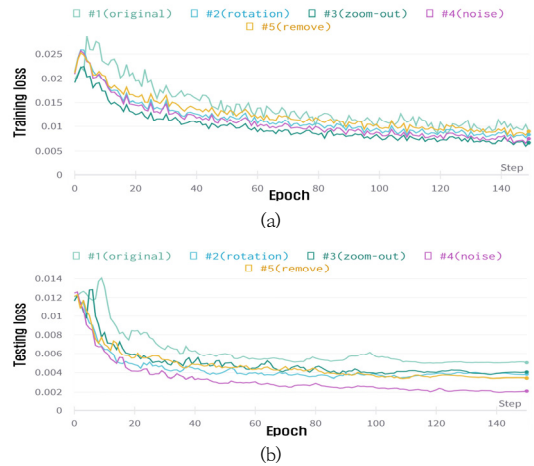 #1(original) #2(rotation) #3(zoom-out) #4(noise)
#5(remove)
Training loss
0.025
0.02
0.015
0.01
0.005
0
0 20 40 60 80 100 120 140
Step
Epoch
(a)
#1(original) #2(rotation) #3(zoom-out) #4(noise)
#5(remove)
Testing loss
0.014
0.012
0.01
0.008
0.006
0.004
0.002
0
0 20 40 60 80 100 120 140
Step
Epoch
(b)